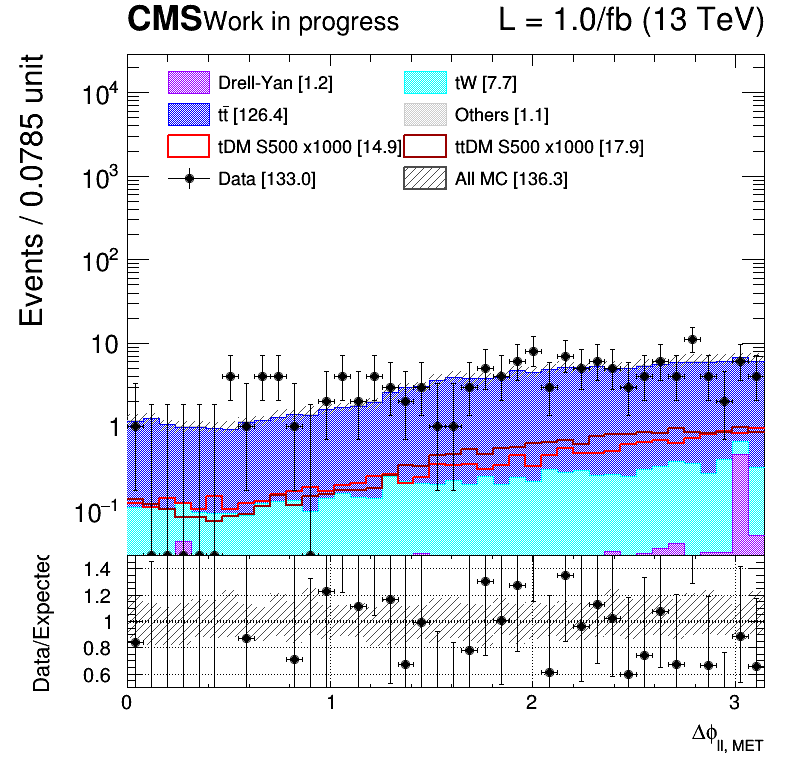 CMS Work in progress L = 1.0/fb (13 TeV)
Events / 0.0785 unit
Drell-Yan [1.2] tW [7.7]
tt̄ [126.4] Others [1.1]
tDM S500 x1000 [14.9] ttDM S500 x1000 [17.9]
Data [133.0] All MC [136.3]
10⁴
10³
10²
10
1
10⁻¹
Data/Expected
1.4
1.2
1
0.8
0.6
0 1 2 3
Δϕ_ll, MET